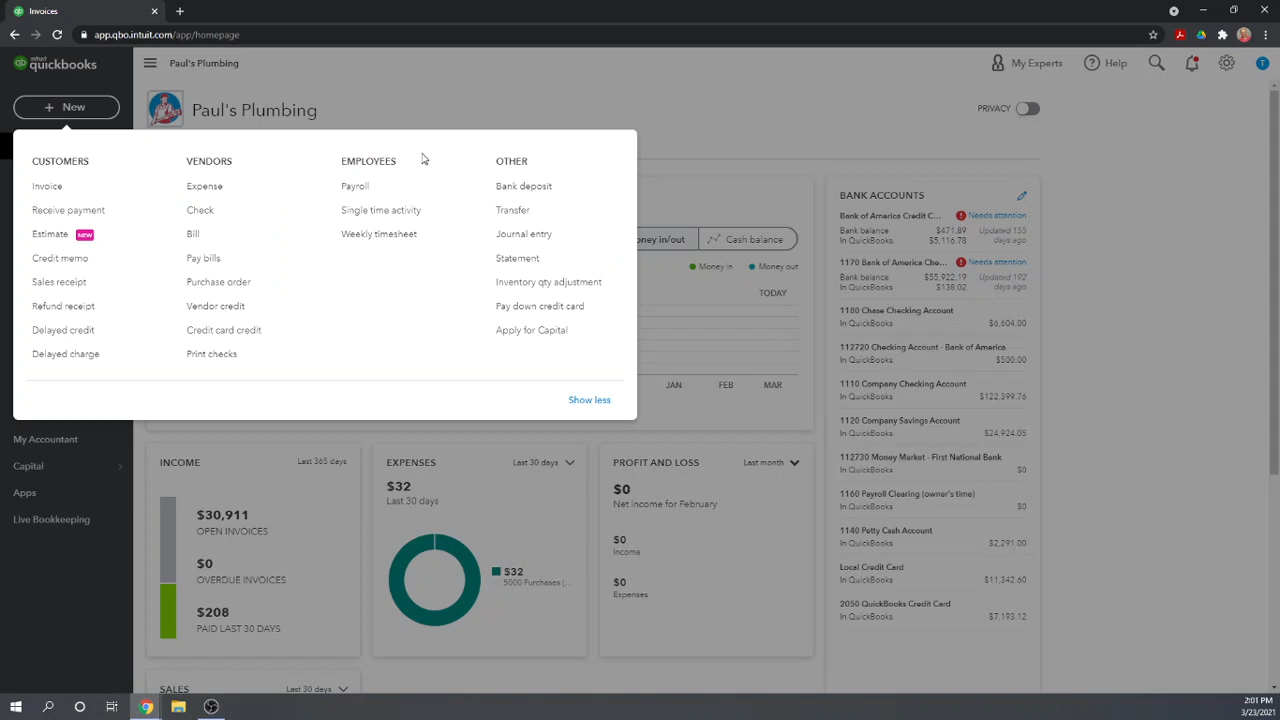 Invoices
app.qbo.intuit.com/app/homepage
intuit quickbooks
Paul's Plumbing
My Experts
Help
T
+ New
Paul's Plumbing
PRIVACY
CUSTOMERS
Invoice
Receive payment
Estimate NEW
Credit memo
Sales receipt
Refund receipt
Delayed credit
Delayed charge
VENDORS
Expense
Check
Bill
Pay bills
Purchase order
Vendor credit
Credit card credit
Print checks
EMPLOYEES
Payroll
Single time activity
Weekly timesheet
OTHER
Bank deposit
Transfer
Journal entry
Statement
Inventory qty adjustment
Pay down credit card
Apply for Capital
Show less
oney in/out
Cash balance
Money in
Money out
TODAY
JAN
FEB
MAR
BANK ACCOUNTS
Bank of America Credit C...
Needs attention
Bank balance $471.89 Updated 155
In QuickBooks $5,116.78 days ago
1170 Bank of America Che...
Needs attention
Bank balance $55,922.19 Updated 192
In QuickBooks $138.02 days ago
1180 Chase Checking Account
In QuickBooks $6,604.00
112720 Checking Account - Bank of America
In QuickBooks $500.00
1110 Company Checking Account
In QuickBooks $122,399.76
1120 Company Savings Account
In QuickBooks $24,924.05
112730 Money Market - First National Bank
In QuickBooks $0
1160 Payroll Clearing (owner's time)
In QuickBooks $0
1140 Petty Cash Account
In QuickBooks $2,291.00
Local Credit Card
In QuickBooks $11,342.60
2050 QuickBooks Credit Card
In QuickBooks $7,193.12
My Accountant
Capital
Apps
Live Bookkeeping
INCOME
Last 365 days
$30,911
OPEN INVOICES
$0
OVERDUE INVOICES
$208
PAID LAST 30 DAYS
EXPENSES
Last 30 days
$32
Last 30 days
$32
5000 Purchases (...
PROFIT AND LOSS
Last month
$0
Net income for February
$0
Income
$0
Expenses
SALES
Last 30 days
2:01 PM
3/23/2021